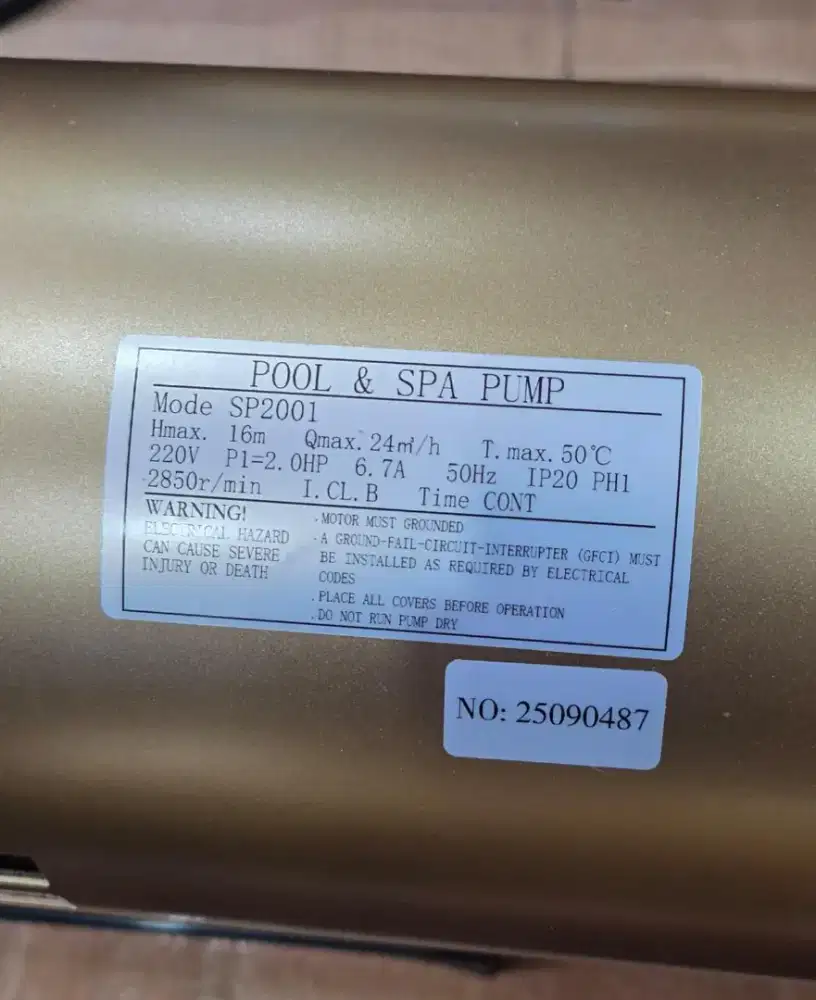 POOL & SPA PUMP
Mode SP2001
Hmax. 16m Qmax. 24㎥/h T. max. 50℃
220V P1=2.0HP 6.7A 50Hz IP20 PH1
2850r/min I. CL. B Time CONT
WARNING!
ELECTRICAL HAZARD
CAN CAUSE SEVERE
INJURY OR DEATH
. MOTOR MUST GROUNDED
. A GROUND-FAIL-CIRCUIT-INTERRUPTER (GFCI) MUST
BE INSTALLED AS REQUIRED BY ELECTRICAL
CODES
. PLACE ALL COVERS BEFORE OPERATION
. DO NOT RUN PUMP DRY
NO: 25090487